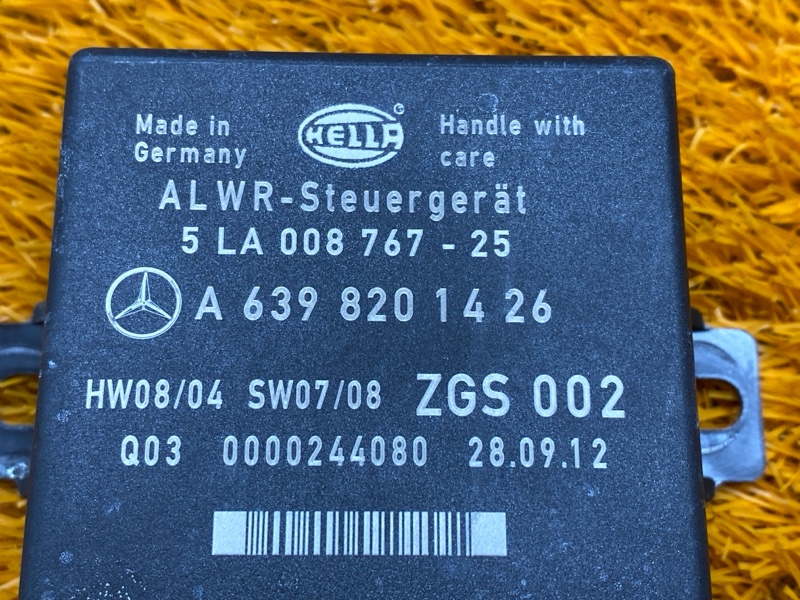 Made in
Germany
HELLA
Handle with
care
ALWR-Steuergerät
5 LA 008 767 - 25
A 639 820 14 26
HW08/04 SW07/08 ZGS 002
Q03 0000244080 28.09.12